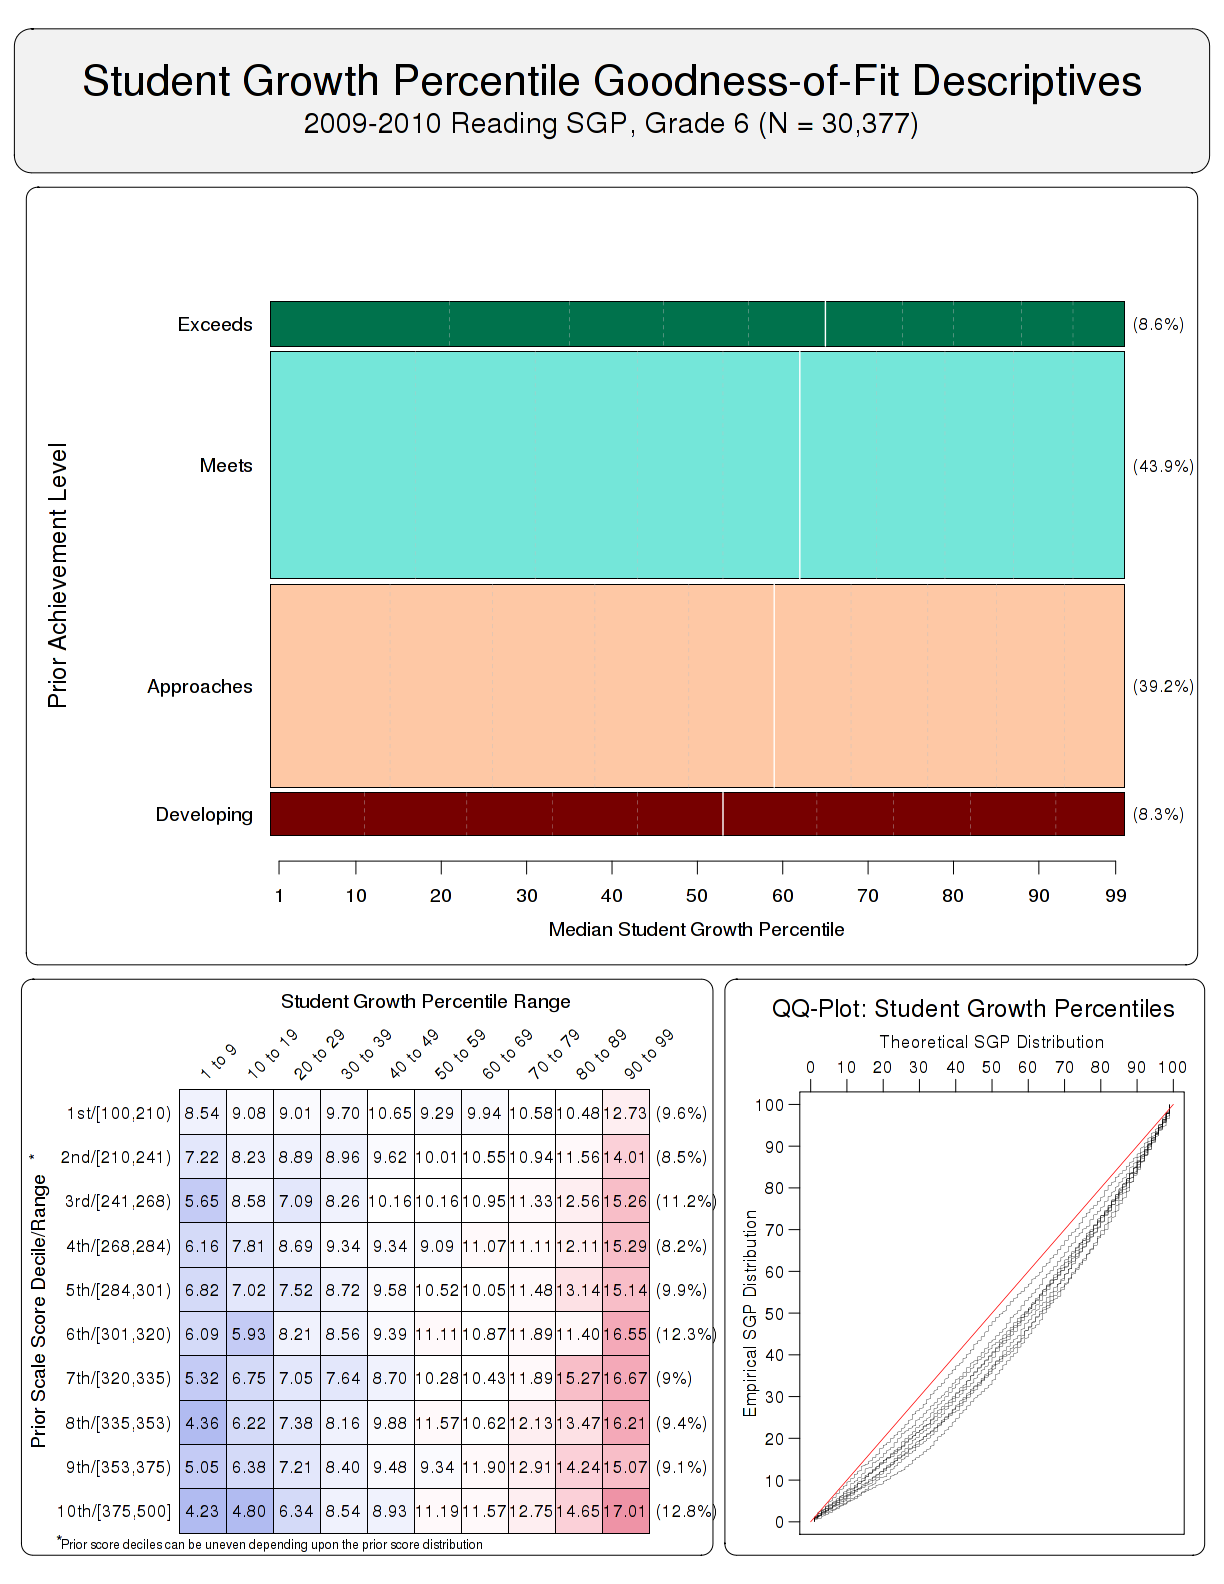 Student Growth Percentile Goodness-of-Fit Descriptives
2009-2010 Reading SGP, Grade 6 (N = 30,377)
Prior Achievement Level
Exceeds (8.6%)
Meets (43.9%)
Approaches (39.2%)
Developing (8.3%)
1 10 20 30 40 50 60 70 80 90 99
Median Student Growth Percentile
Student Growth Percentile Range
1 to 9 10 to 19 20 to 29 30 to 39 40 to 49 50 to 59 60 to 69 70 to 79 80 to 89 90 to 99
Prior Scale Score Decile/Range *
1st/[100,210) 8.54 9.08 9.01 9.70 10.65 9.29 9.94 10.58 10.48 12.73 (9.6%)
2nd/[210,241) 7.22 8.23 8.89 8.96 9.62 10.01 10.55 10.94 11.56 14.01 (8.5%)
3rd/[241,268) 5.65 8.58 7.09 8.26 10.16 10.16 10.95 11.33 12.56 15.26 (11.2%)
4th/[268,284) 6.16 7.81 8.69 9.34 9.34 9.09 11.07 11.11 12.11 15.29 (8.2%)
5th/[284,301) 6.82 7.02 7.52 8.72 9.58 10.52 10.05 11.48 13.14 15.14 (9.9%)
6th/[301,320) 6.09 5.93 8.21 8.56 9.39 11.11 10.87 11.89 11.40 16.55 (12.3%)
7th/[320,335) 5.32 6.75 7.05 7.64 8.70 10.28 10.43 11.89 15.27 16.67 (9%)
8th/[335,353) 4.36 6.22 7.38 8.16 9.88 11.57 10.62 12.13 13.47 16.21 (9.4%)
9th/[353,375) 5.05 6.38 7.21 8.40 9.48 9.34 11.90 12.91 14.24 15.07 (9.1%)
10th/[375,500] 4.23 4.80 6.34 8.54 8.93 11.19 11.57 12.75 14.65 17.01 (12.8%)
*Prior score deciles can be uneven depending upon the prior score distribution
QQ-Plot: Student Growth Percentiles
Theoretical SGP Distribution
0 10 20 30 40 50 60 70 80 90 100
Empirical SGP Distribution
100
90
80
70
60
50
40
30
20
10
0